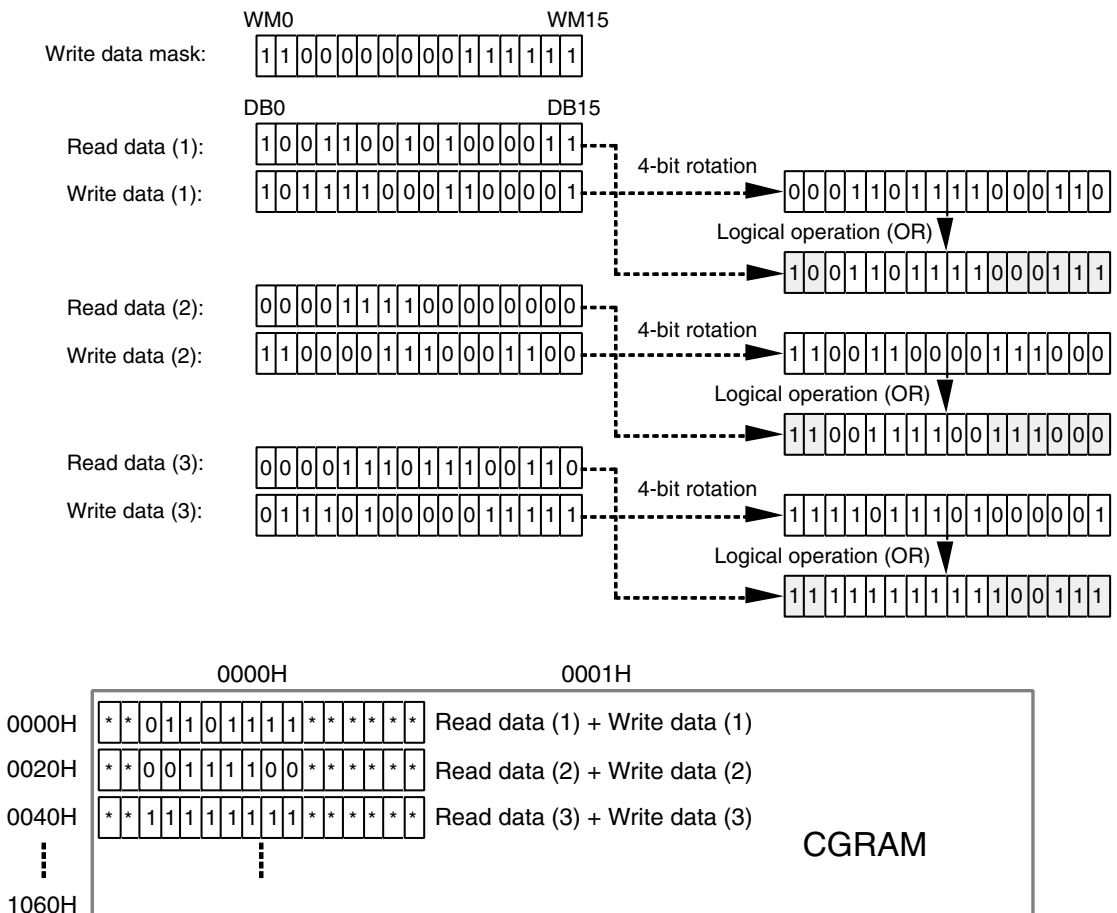 WM0 WM15
Write data mask: 1 1 0 0 0 0 0 0 0 0 1 1 1 1 1 1
DB0 DB15
Read data (1): 1 0 0 1 1 0 0 1 0 1 0 0 0 0 1 1
4-bit rotation
Write data (1): 1 0 1 1 1 1 0 0 0 1 1 0 0 0 0 1 0 0 0 1 1 0 1 1 1 1 0 0 0 1 1 0
Logical operation (OR)
1 0 0 1 1 0 1 1 1 1 0 0 0 1 1 1
Read data (2): 0 0 0 0 1 1 1 1 0 0 0 0 0 0 0 0
4-bit rotation
Write data (2): 1 1 0 0 0 0 1 1 1 0 0 0 1 1 0 0 1 1 0 0 1 1 0 0 0 0 1 1 1 0 0 0
Logical operation (OR)
1 1 0 0 1 1 1 1 0 0 1 1 1 0 0 0
Read data (3): 0 0 0 0 1 1 1 0 1 1 1 0 0 1 1 0
4-bit rotation
Write data (3): 0 1 1 1 0 1 0 0 0 0 0 1 1 1 1 1 1 1 1 1 0 1 1 1 0 1 0 0 0 0 0 1
Logical operation (OR)
1 1 1 1 1 1 1 1 1 1 1 0 0 1 1 1
0000H 0001H
0000H * * 0 1 1 0 1 1 1 1 * * * * * * Read data (1) + Write data (1)
0020H * * 0 0 1 1 1 1 0 0 * * * * * * Read data (2) + Write data (2)
0040H * * 1 1 1 1 1 1 1 1 * * * * * * Read data (3) + Write data (3)
CGRAM
1060H